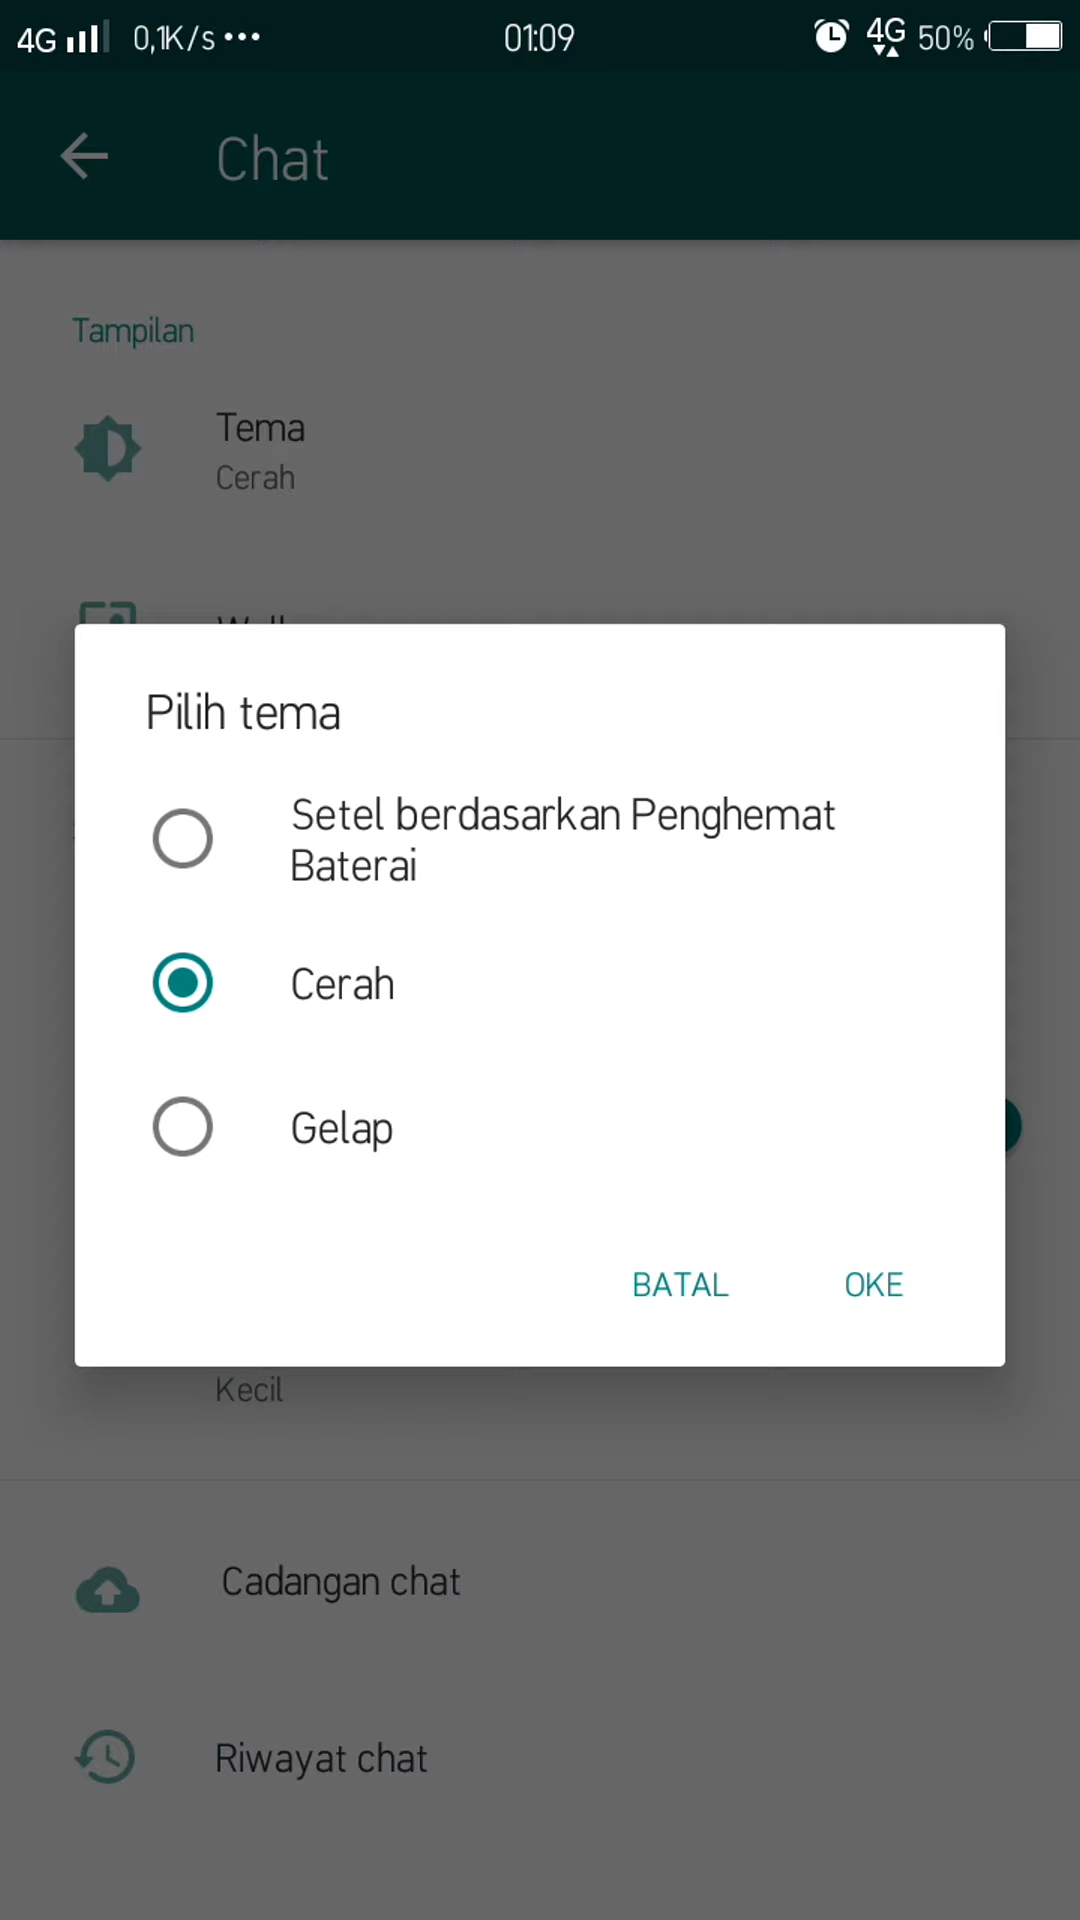 4G 0,1K/s ••• 01:09 4G 50%
Chat
Tampilan
Tema
Cerah
Pilih tema
Setel berdasarkan Penghemat
Baterai
Cerah
Gelap
BATAL OKE
Kecil
Cadangan chat
Riwayat chat